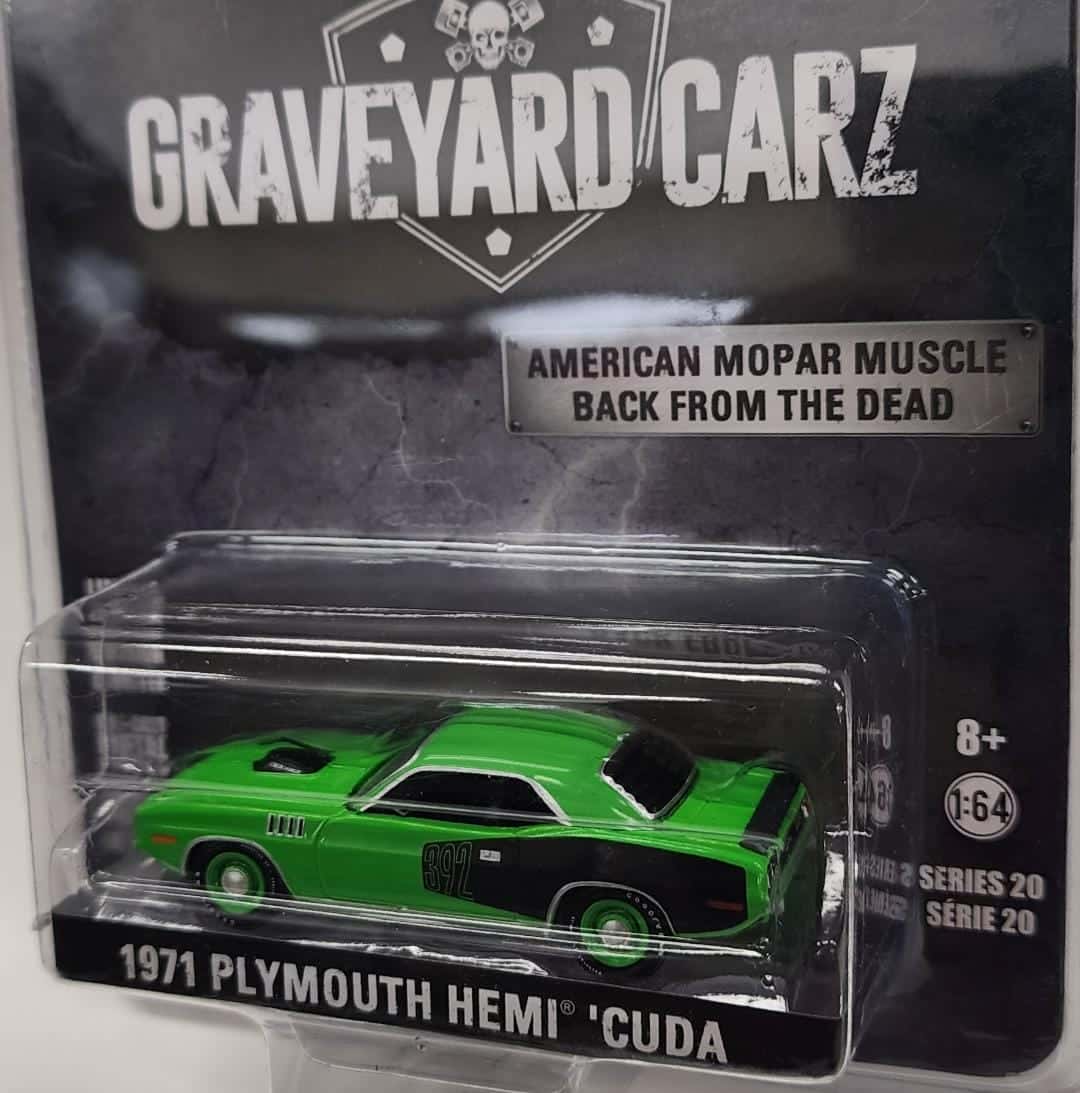 GRAVEYARD CARZ
AMERICAN MOPAR MUSCLE
BACK FROM THE DEAD
8+
1:64
SERIES 20
SÉRIE 20
392
GOODYEAR
1971 PLYMOUTH HEMI® 'CUDA